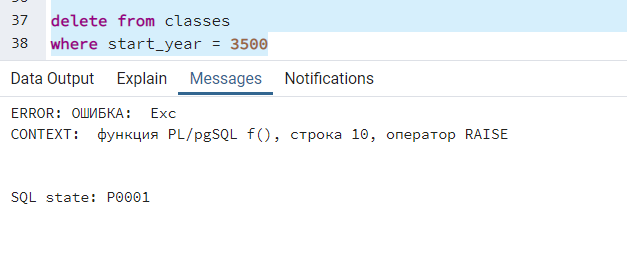 37 delete from classes
38 where start_year = 3500
Data Output Explain Messages Notifications
ERROR: ОШИБКА: Exc
CONTEXT: функция PL/pgSQL f(), строка 10, оператор RAISE
SQL state: P0001